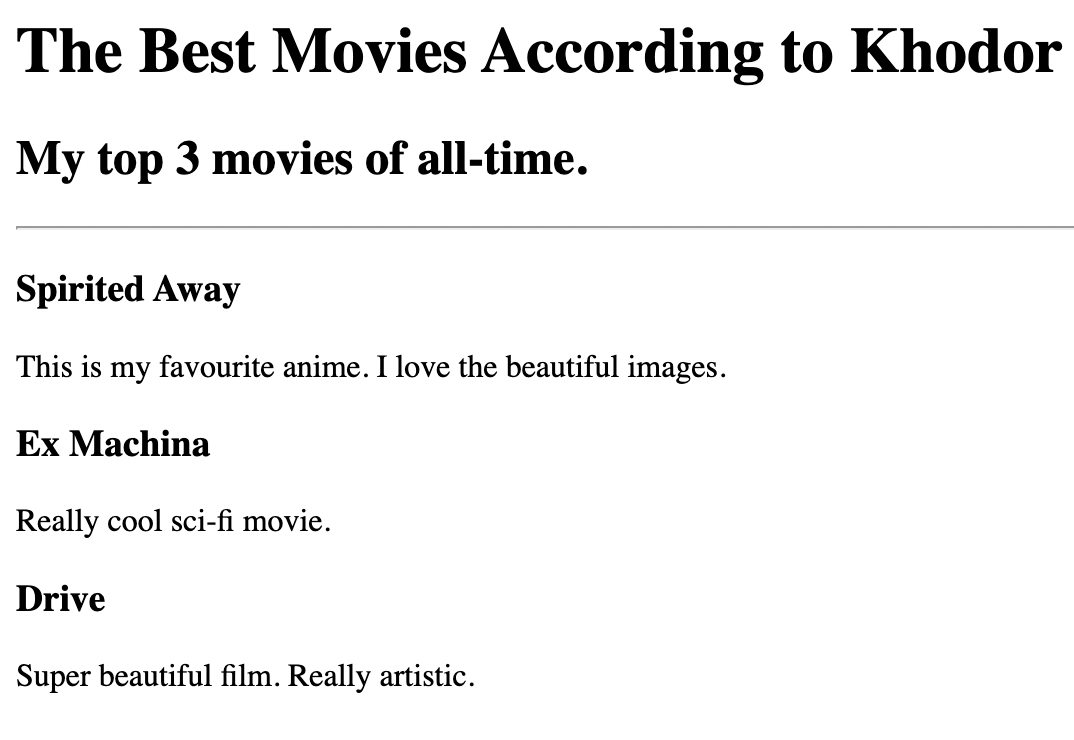 The Best Movies According to Khodor
My top 3 movies of all-time.
Spirited Away
This is my favourite anime. I love the beautiful images.
Ex Machina
Really cool sci-fi movie.
Drive
Super beautiful film. Really artistic.